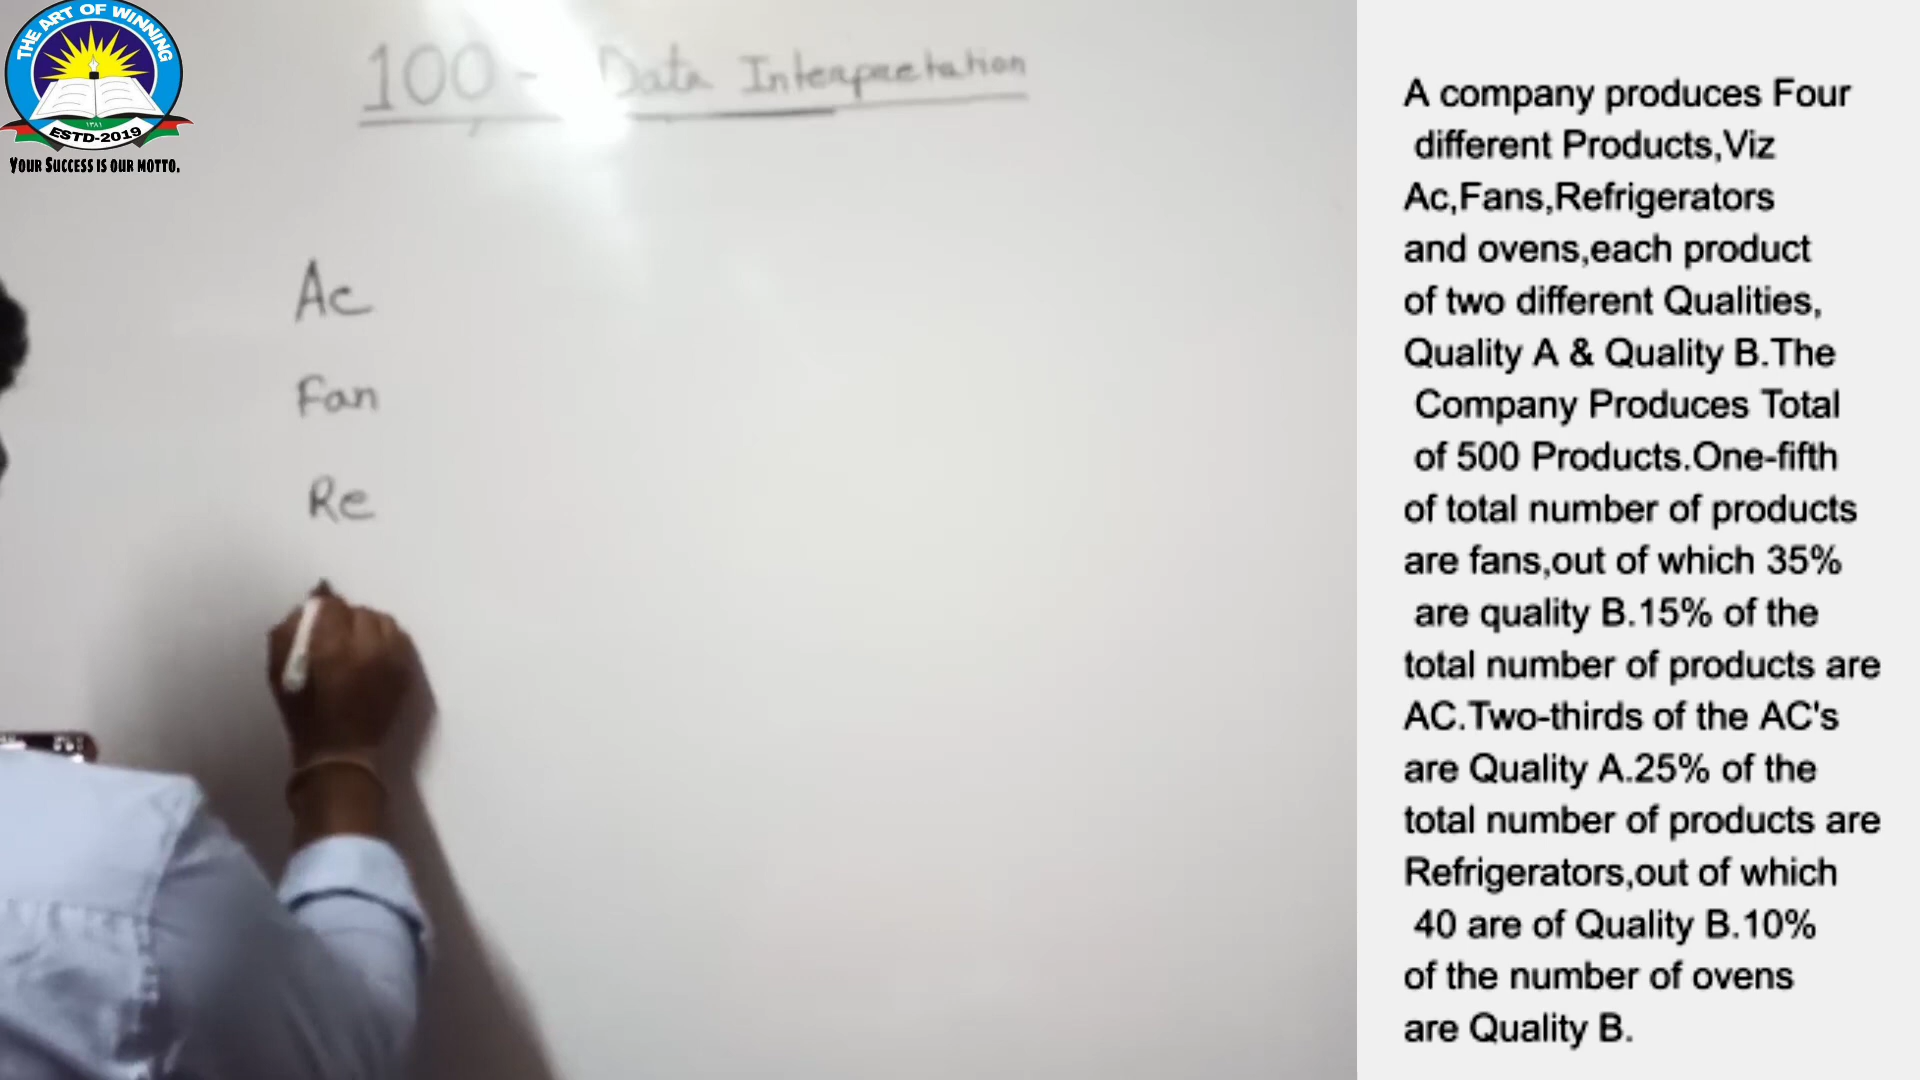 THE ART OF WINNING
ESTD-2019
YOUR SUCCESS IS OUR MOTTO.
100 - Data Interpretation
Ac
Fan
Re
A company produces Four
different Products,Viz
Ac,Fans,Refrigerators
and ovens,each product
of two different Qualities,
Quality A & Quality B.The
Company Produces Total
of 500 Products.One-fifth
of total number of products
are fans,out of which 35%
are quality B.15% of the
total number of products are
AC.Two-thirds of the AC's
are Quality A.25% of the
total number of products are
Refrigerators,out of which
40 are of Quality B.10%
of the number of ovens
are Quality B.